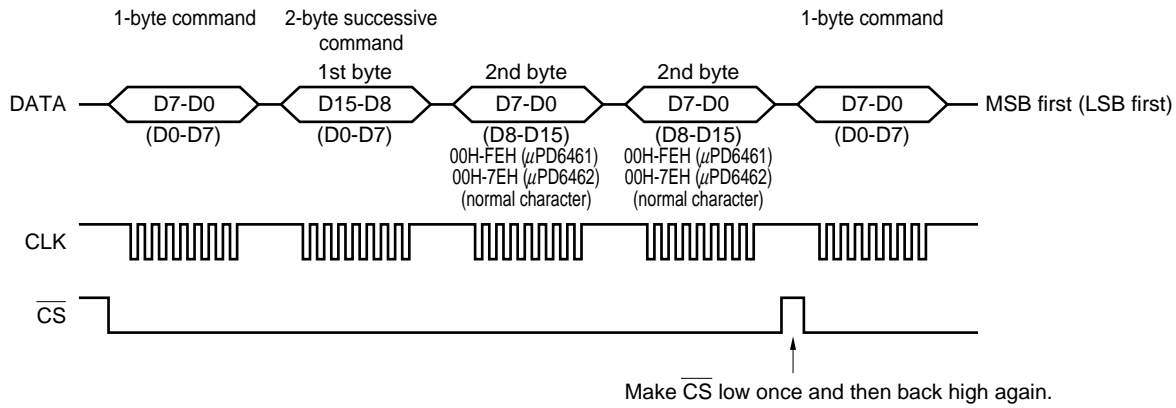 1-byte command
2-byte successive
command
1-byte command
1st byte
2nd byte
2nd byte
DATA
D7-D0
D15-D8
D7-D0
D7-D0
D7-D0
MSB first (LSB first)
(D0-D7)
(D0-D7)
(D8-D15)
(D8-D15)
(D0-D7)
00H-FEH (μPD6461)
00H-FEH (μPD6461)
00H-7EH (μPD6462)
00H-7EH (μPD6462)
(normal character)
(normal character)
CLK
CS
Make CS low once and then back high again.